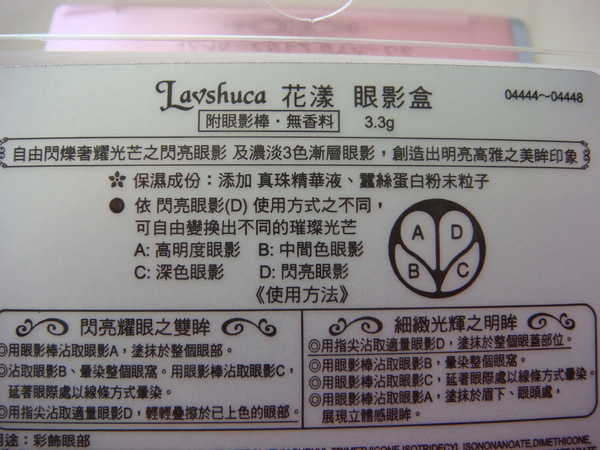 Lavshuca 花漾 眼影盒
04444～04448
附眼影棒・無香料
3.3g
自由閃爍奢耀光芒之閃亮眼影 及濃淡3色漸層眼影，創造出明亮高雅之美眸印象
保濕成份：添加 真珠精華液、蠶絲蛋白粉末粒子
● 依 閃亮眼影(D) 使用方式之不同，
可自由變換出不同的璀璨光芒
A: 高明度眼影 B: 中間色眼影
C: 深色眼影 D: 閃亮眼影
A D
B C
《使用方法》
閃亮耀眼之雙眸
◎用眼影棒沾取眼影A，塗抹於整個眼部。
◎沾取眼影B、暈染整個眼窩。用眼影棒沾取眼影C，
延著眼際處以線條方式暈染。
◎用指尖沾取適量眼影D，輕輕疊擦於已上色的眼部。
細緻光輝之明眸
◎用指尖沾取適量眼影D，塗抹於整個眼蓋部位。
◎用眼影棒沾取眼影B，暈染整個眼窩。
◎用眼影棒沾取眼影C，延著眼際處以線條方式暈染。
◎用眼影棒沾取眼影A，塗抹於眉下、眼頭處，
展現立體感眼眸。
用途：彩飾眼部
TRIMETHICONE, ISOTRIDECYL ISONONANOATE, DIMETHICONE,